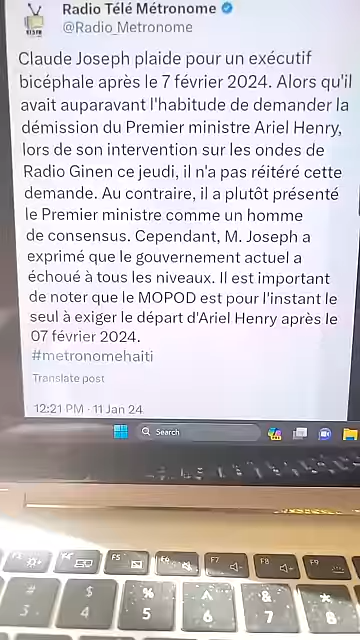 Radio Télé Métronome
@Radio_Metronome
Claude Joseph plaide pour un exécutif
bicéphale après le 7 février 2024. Alors qu'il
avait auparavant l'habitude de demander la
démission du Premier ministre Ariel Henry,
lors de son intervention sur les ondes de
Radio Ginen ce jeudi, il n'a pas réitéré cette
demande. Au contraire, il a plutôt présenté
le Premier ministre comme un homme
de consensus. Cependant, M. Joseph a
exprimé que le gouvernement actuel a
échoué à tous les niveaux. Il est important
de noter que le MOPOD est pour l'instant le
seul à exiger le départ d'Ariel Henry après le
07 février 2024.
#metronomehaiti
Translate post
12:21 PM · 11 Jan 24
Search
F4 F5 F6 F7 F8 F9
# $ % ^ & *
3 4 5 6 7 8